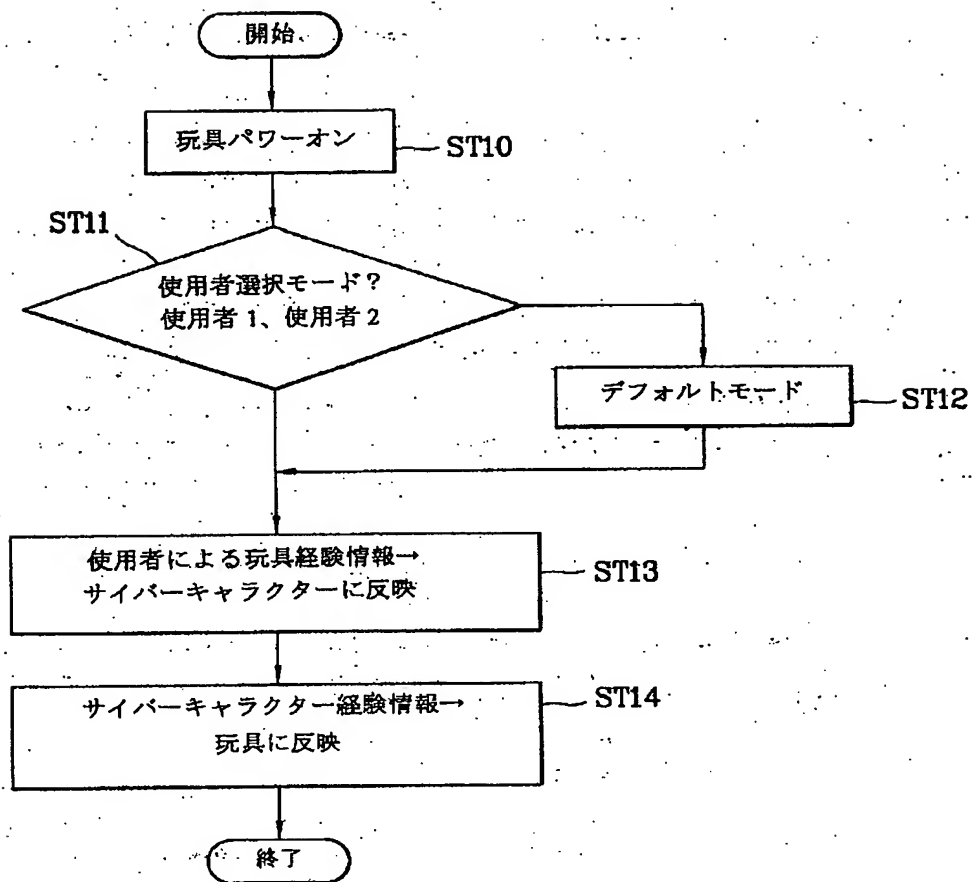 開始
玩具パワーオン
ST10
ST11
使用者選択モード?
使用者1、使用者2
デフォルトモード
ST12
使用者による玩具経験情報→
サイバーキャラクターに反映
ST13
サイバーキャラクター経験情報→
玩具に反映
ST14
終了